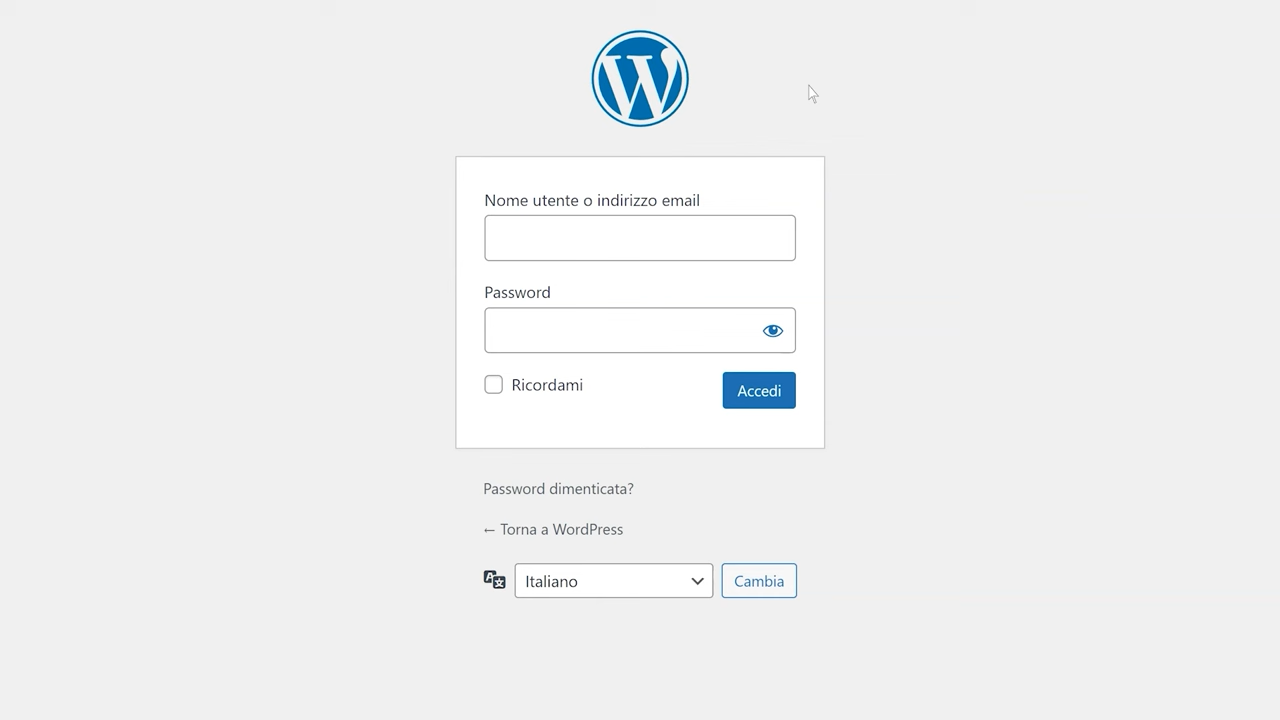 Nome utente o indirizzo email
Password
Ricordami
Accedi
Password dimenticata?
← Torna a WordPress
Italiano
Cambia